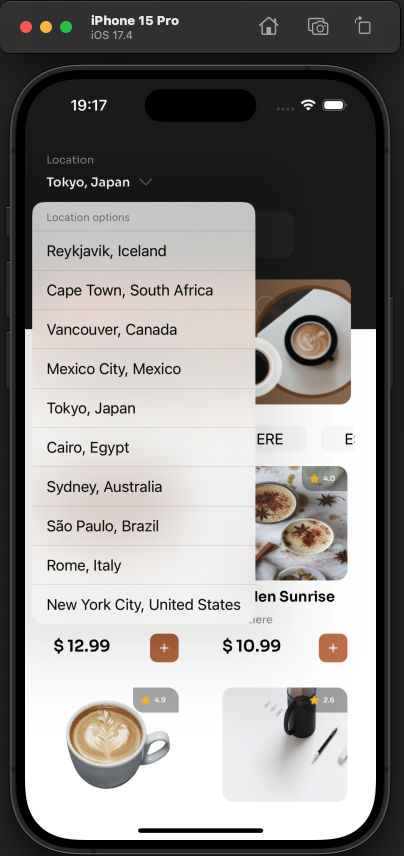 iPhone 15 Pro
iOS 17.4
19:17
Location
Tokyo, Japan
Location options
Reykjavik, Iceland
Cape Town, South Africa
Vancouver, Canada
Mexico City, Mexico
Tokyo, Japan
Cairo, Egypt
ERE
Sydney, Australia
4.0
São Paulo, Brazil
Rome, Italy
New York City, United States
Sunrise
$ 12.99
+
$ 10.99
+
4.9
2.6